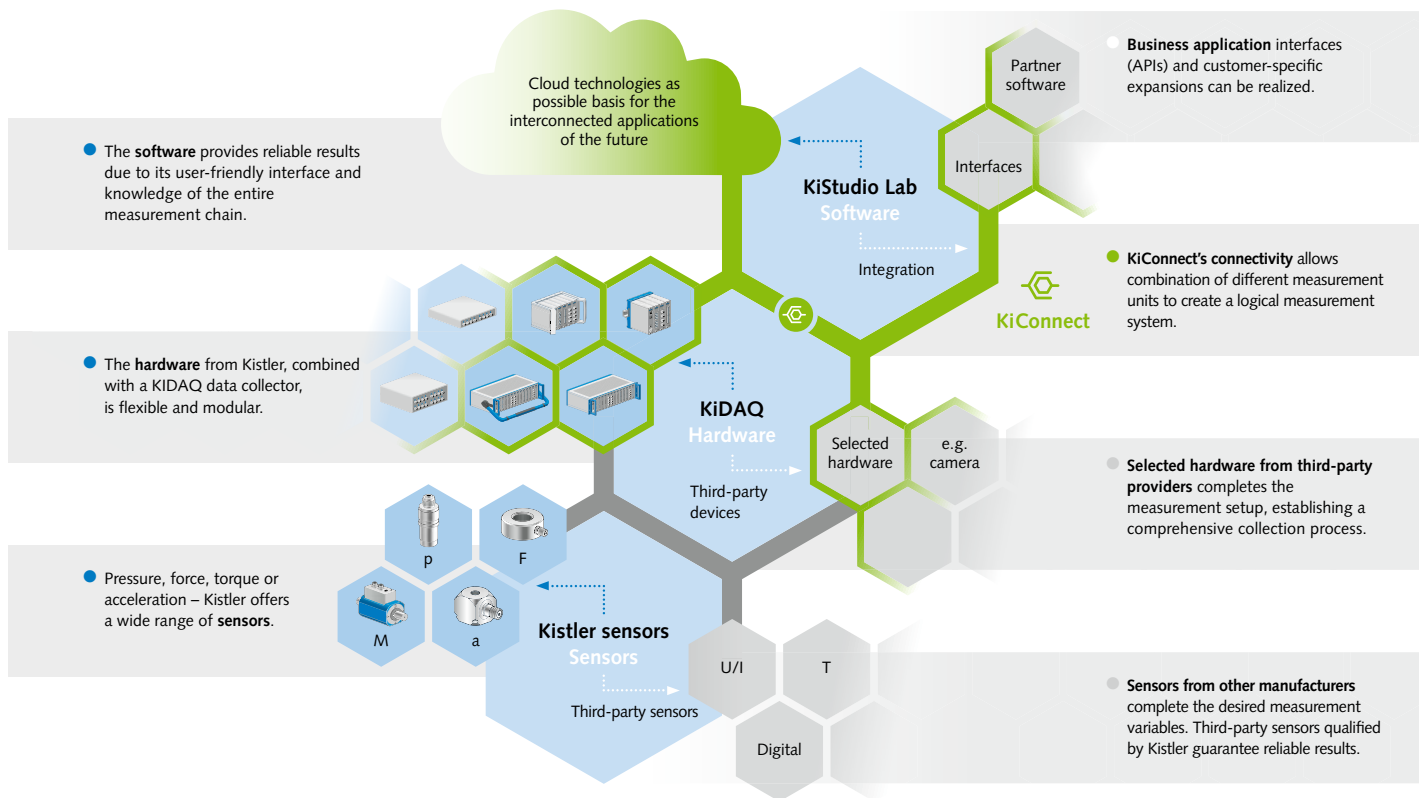 Cloud technologies as
possible basis for the
interconnected applications
of the future
Partner
software
Business application interfaces
(APIs) and customer-specific
expansions can be realized.
The software provides reliable results
due to its user-friendly interface and
knowledge of the entire
measurement chain.
Interfaces
KiStudio Lab
Software
Integration
KiConnect
KiConnect’s connectivity allows
combination of different measurement
units to create a logical measurement
system.
The hardware from Kistler, combined
with a KIDAQ data collector,
is flexible and modular.
KiDAQ
Hardware
Third-party
devices
Selected
hardware
e.g.
camera
Selected hardware from third-party
providers completes the
measurement setup, establishing a
comprehensive collection process.
Pressure, force, torque or
acceleration – Kistler offers
a wide range of sensors.
p
F
M
a
Kistler sensors
Sensors
Third-party sensors
U/I
T
Digital
Sensors from other manufacturers
complete the desired measurement
variables. Third-party sensors qualified
by Kistler guarantee reliable results.